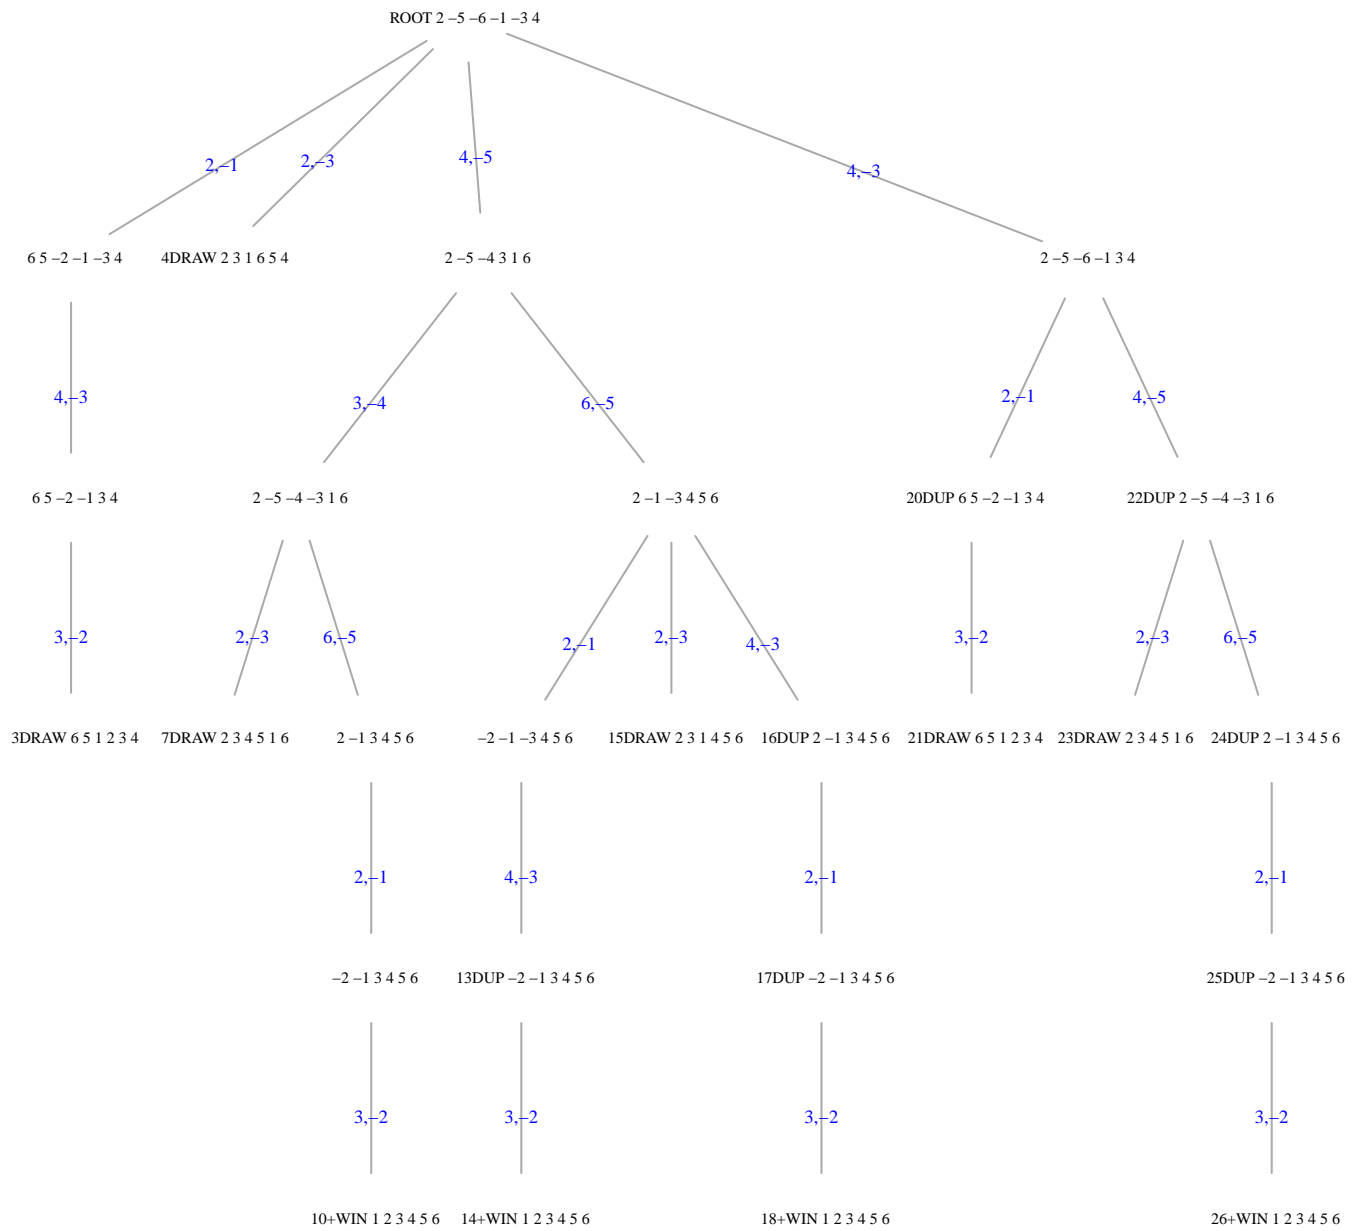 ROOT 2 −5 −6 −1 −3 4
2,−1 2,−3 4,−5 4,−3
6 5 −2 −1 −3 4 4DRAW 2 3 1 6 5 4 2 −5 −4 3 1 6 2 −5 −6 −1 3 4
4,−3 3,−4 6,−5 2,−1 4,−5
6 5 −2 −1 3 4 2 −5 −4 −3 1 6 2 −1 −3 4 5 6 20DUP 6 5 −2 −1 3 4 22DUP 2 −5 −4 −3 1 6
3,−2 2,−3 6,−5 2,−1 2,−3 4,−3 3,−2 2,−3 6,−5
3DRAW 6 5 1 2 3 4 7DRAW 2 3 4 5 1 6 2 −1 3 4 5 6 −2 −1 −3 4 5 6 15DRAW 2 3 1 4 5 6 16DUP 2 −1 3 4 5 6 21DRAW 6 5 1 2 3 4 23DRAW 2 3 4 5 1 6 24DUP 2 −1 3 4 5 6
2,−1 4,−3 2,−1 2,−1
−2 −1 3 4 5 6 13DUP −2 −1 3 4 5 6 17DUP −2 −1 3 4 5 6 25DUP −2 −1 3 4 5 6
3,−2 3,−2 3,−2 3,−2
10+WIN 1 2 3 4 5 6 14+WIN 1 2 3 4 5 6 18+WIN 1 2 3 4 5 6 26+WIN 1 2 3 4 5 6